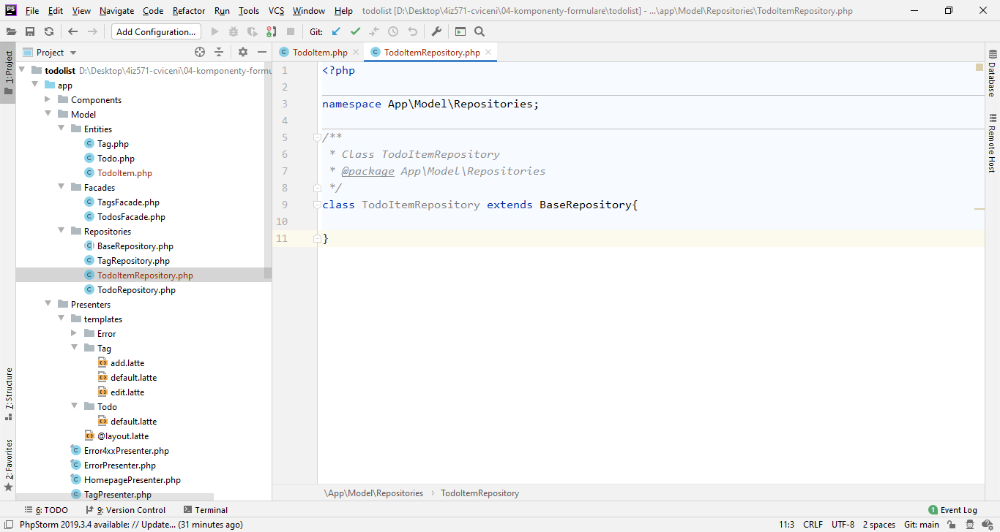 PS File Edit View Navigate Code Refactor Run Tools VCS Window Help todolist [D:\Desktop\4iz571-cviceni\04-komponenty-formulare\todolist] - ...\app\Model\Repositories\TodoItemRepository.php
Add Configuration... Git:
1: Project
Project
TodoItem.php
TodoItemRepository.php
todolist D:\Desktop\4iz571-cviceni\04-komponenty-formu
app
Components
Model
Entities
Tag.php
Todo.php
TodoItem.php
Facades
TagsFacade.php
TodosFacade.php
Repositories
BaseRepository.php
TagRepository.php
TodoItemRepository.php
TodoRepository.php
Presenters
templates
Error
Tag
add.latte
default.latte
edit.latte
Todo
default.latte
@layout.latte
Error4xxPresenter.php
ErrorPresenter.php
HomepagePresenter.php
TagPresenter.php
1 <?php
2
3 namespace App\Model\Repositories;
4
5 /**
6 * Class TodoItemRepository
7 * @package App\Model\Repositories
8 */
9 class TodoItemRepository extends BaseRepository{
10
11 }
Database
Remote Host
7: Structure
2: Favorites
\App\Model\Repositories › TodoItemRepository
6: TODO 9: Version Control Terminal 1 Event Log
PhpStorm 2019.3.4 available: // Update... (31 minutes ago) 11:3 CRLF UTF-8 2 spaces Git: main